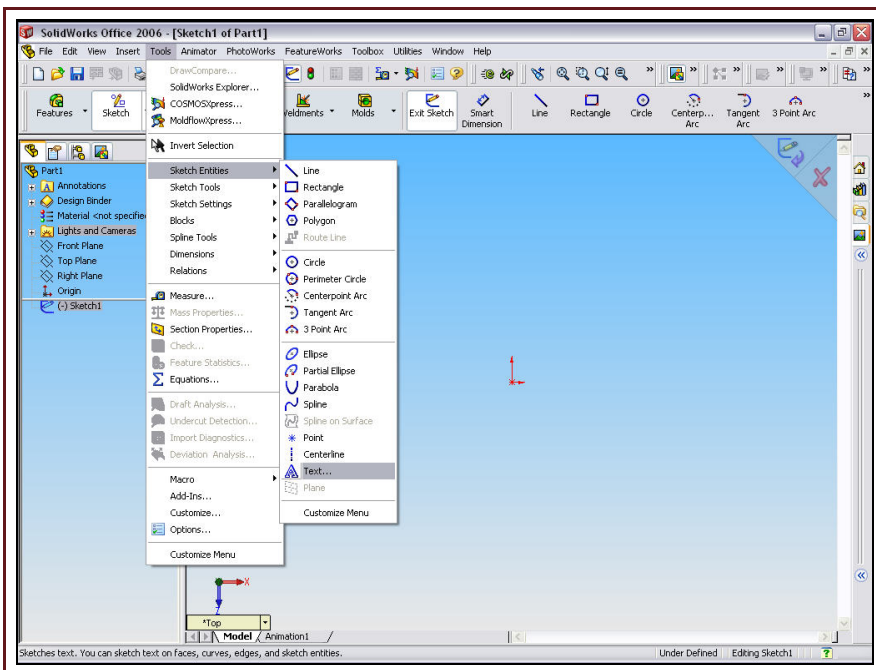 SolidWorks Office 2006 - [Sketch1 of Part1]
File Edit View Insert Tools Animator PhotoWorks FeatureWorks Toolbox Utilities Window Help
Features Sketch Weldments Molds Exit Sketch Smart Dimension Line Rectangle Circle Centerp... Arc Tangent Arc 3 Point Arc
DrawCompare...
SolidWorks Explorer...
COSMOSXpress...
MoldflowXpress...
Invert Selection
Sketch Entities
Sketch Tools
Sketch Settings
Blocks
Spline Tools
Dimensions
Relations
Measure...
Mass Properties...
Section Properties...
Check...
Feature Statistics...
Equations...
Draft Analysis...
Undercut Detection...
Import Diagnostics...
Deviation Analysis...
Macro
Add-Ins...
Customize...
Options...
Customize Menu
Line
Rectangle
Parallelogram
Polygon
Route Line
Circle
Perimeter Circle
Centerpoint Arc
Tangent Arc
3 Point Arc
Ellipse
Partial Ellipse
Parabola
Spline
Spline on Surface
Point
Centerline
Text...
Plane
Customize Menu
Part1
Annotations
Design Binder
Material <not specifie
Lights and Cameras
Front Plane
Top Plane
Right Plane
Origin
(-) Sketch1
X
Z
*Top
Model Animation1
Sketches text. You can sketch text on faces, curves, edges, and sketch entities. Under Defined Editing Sketch1